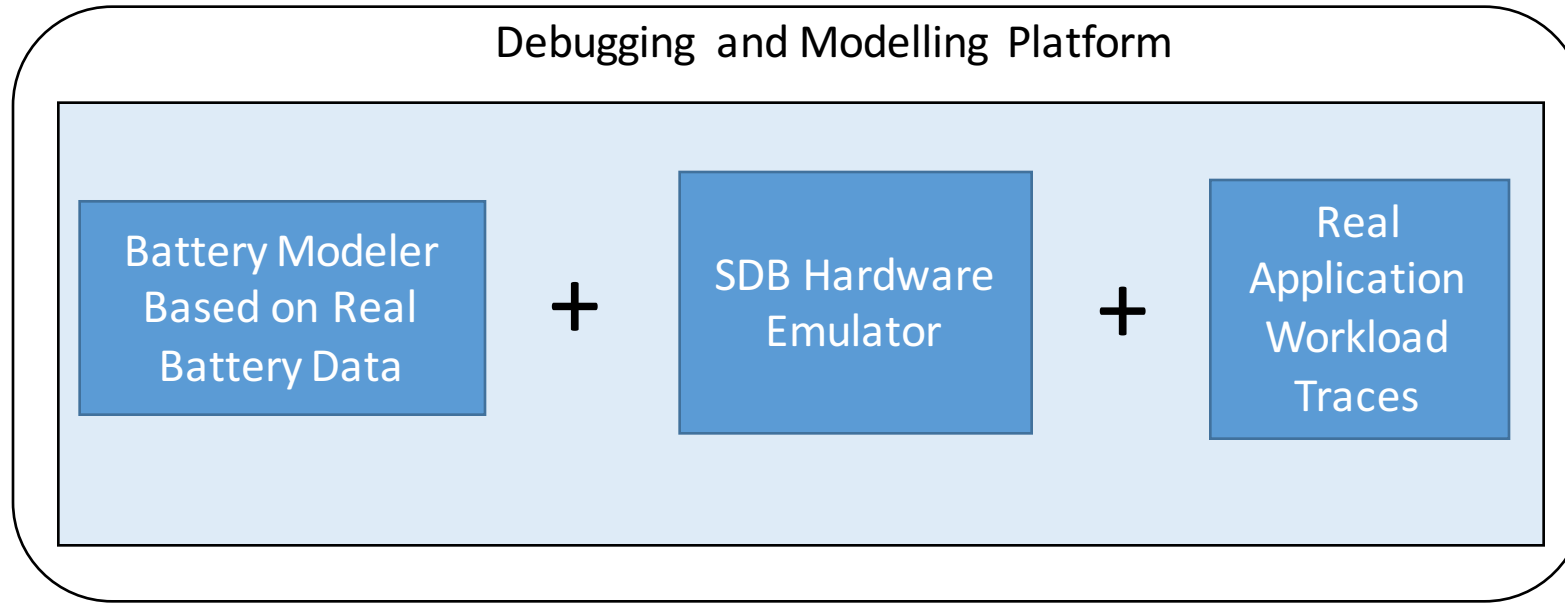 Debugging and Modelling Platform
Battery Modeler
Based on Real
Battery Data
+
SDB Hardware
Emulator
+
Real
Application
Workload
Traces